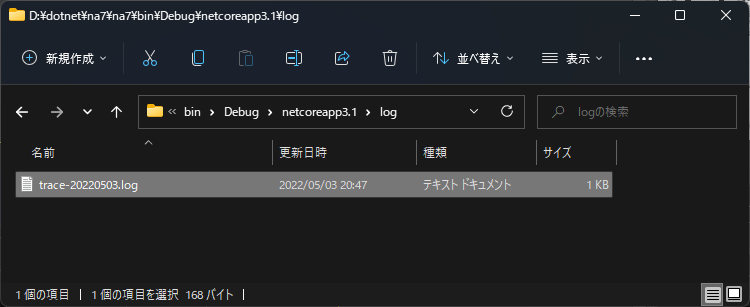 D:¥dotnet¥na7¥na7¥bin¥Debug¥netcoreapp3.1¥log
新規作成 並べ替え 表示
« bin › Debug › netcoreapp3.1 › log logの検索
名前 更新日時 種類 サイズ
trace-20220503.log 2022/05/03 20:47 テキスト ドキュメント 1 KB
1 個の項目 1 個の項目を選択 168 バイト